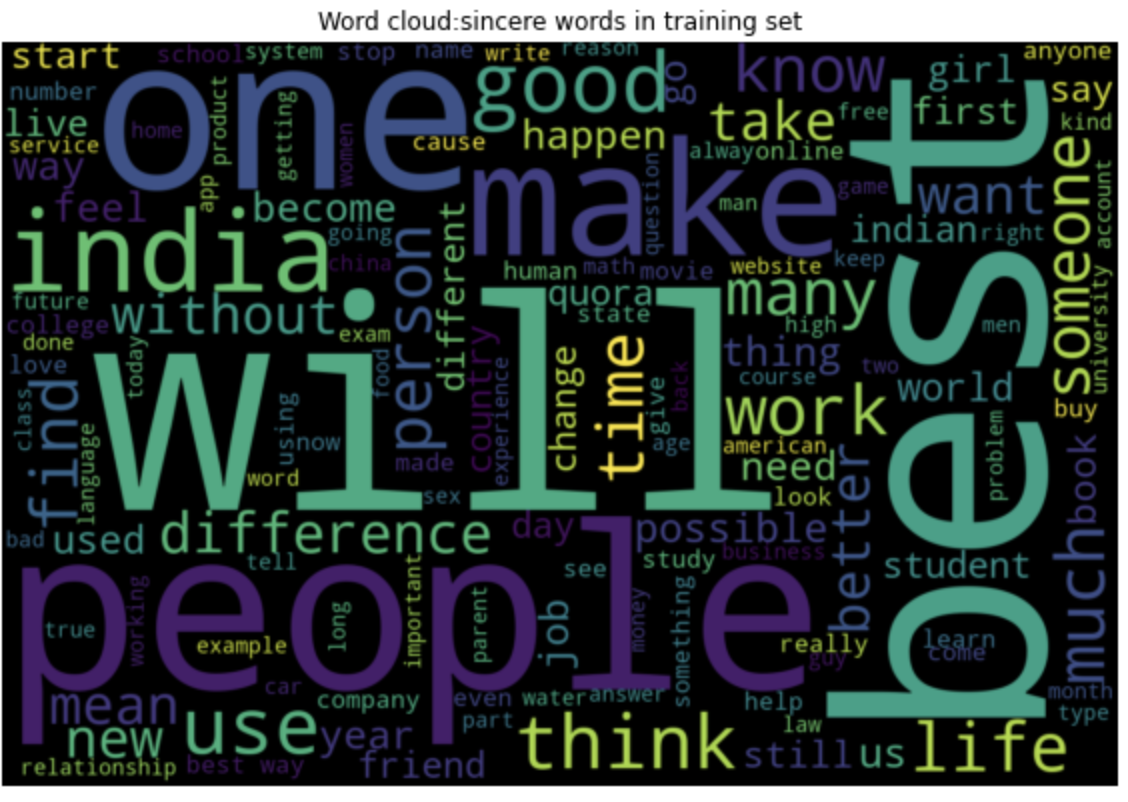 Word cloud:sincere words in training set
start
school
system
stop
name
write
reason
anyone
number
one
good
go
know
girl
say
live
home
product
getting
women
cause
happen
take
free
first
kind
service
way
app
make
question
alway
online
best
someone
account
feel
become
different
man
game
want
india
going
china
person
human
math
movie
website
indian
right
keep
future
without
quora
many
college
exam
state
high
men
university
done
will
country
change
time
thing
two
love
today
food
experience
give
back
course
world
buy
class
find
using
now
age
work
problem
language
word
made
american
need
better
much
book
sex
look
bad
used
difference
day
possible
tell
study
business
student
people
see
true
working
example
long
important
parent
job
money
something
really
guy
learn
come
mean
car
company
even
water
answer
help
month
new
use
year
part
think
law
type
relationship
best way
friend
still
us
life